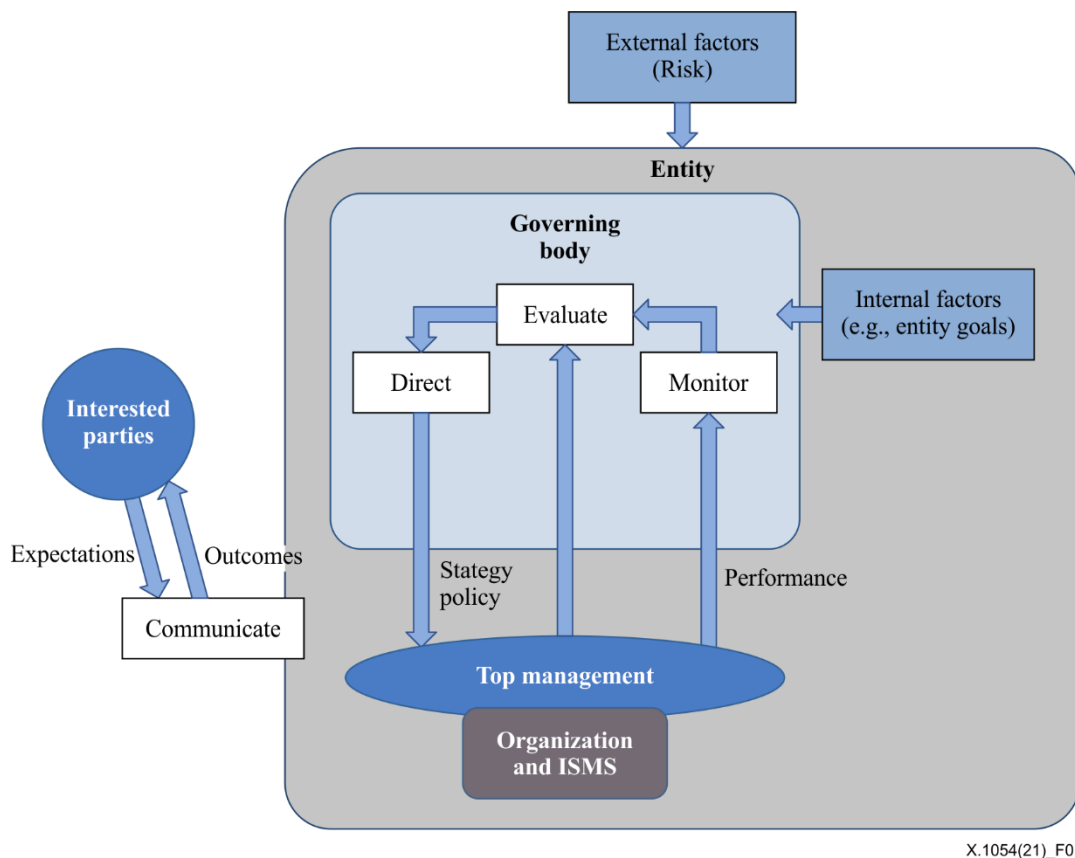 External factors
(Risk)
Entity
Governing
body
Evaluate
Internal factors
(e.g., entity goals)
Direct
Monitor
Interested
parties
Expectations
Outcomes
Stategy
policy
Performance
Communicate
Top management
Organization
and ISMS
X.1054(21)_F0